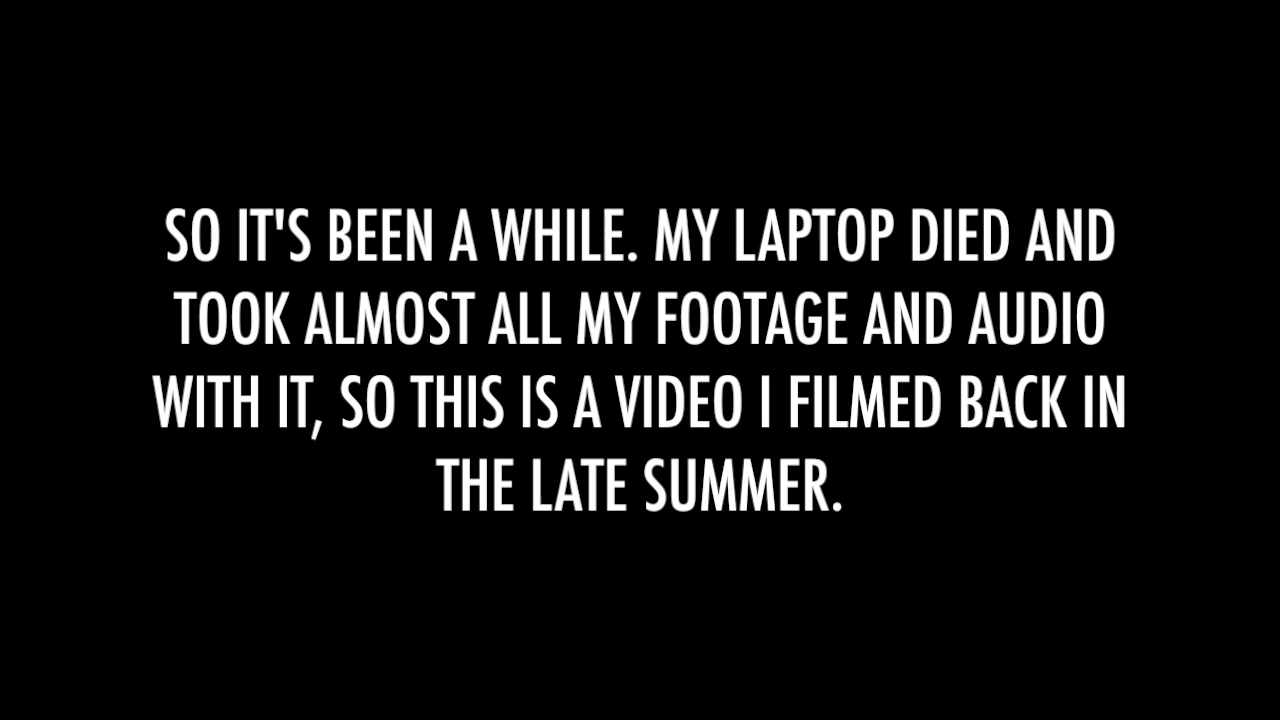 SO IT'S BEEN A WHILE. MY LAPTOP DIED AND
TOOK ALMOST ALL MY FOOTAGE AND AUDIO
WITH IT, SO THIS IS A VIDEO I FILMED BACK IN
THE LATE SUMMER.